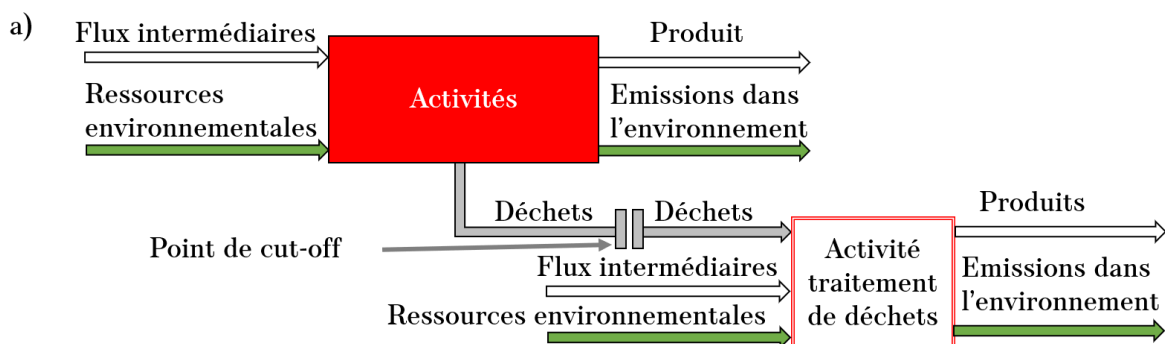 a)
Flux intermédiaires
Produit
Ressources
environnementales
Activités
Emissions dans
l'environnement
Déchets
Déchets
Produits
Point de cut-off
Flux intermédiaires
Activité
traitement
de déchets
Emissions dans
l'environnement
Ressources environnementales